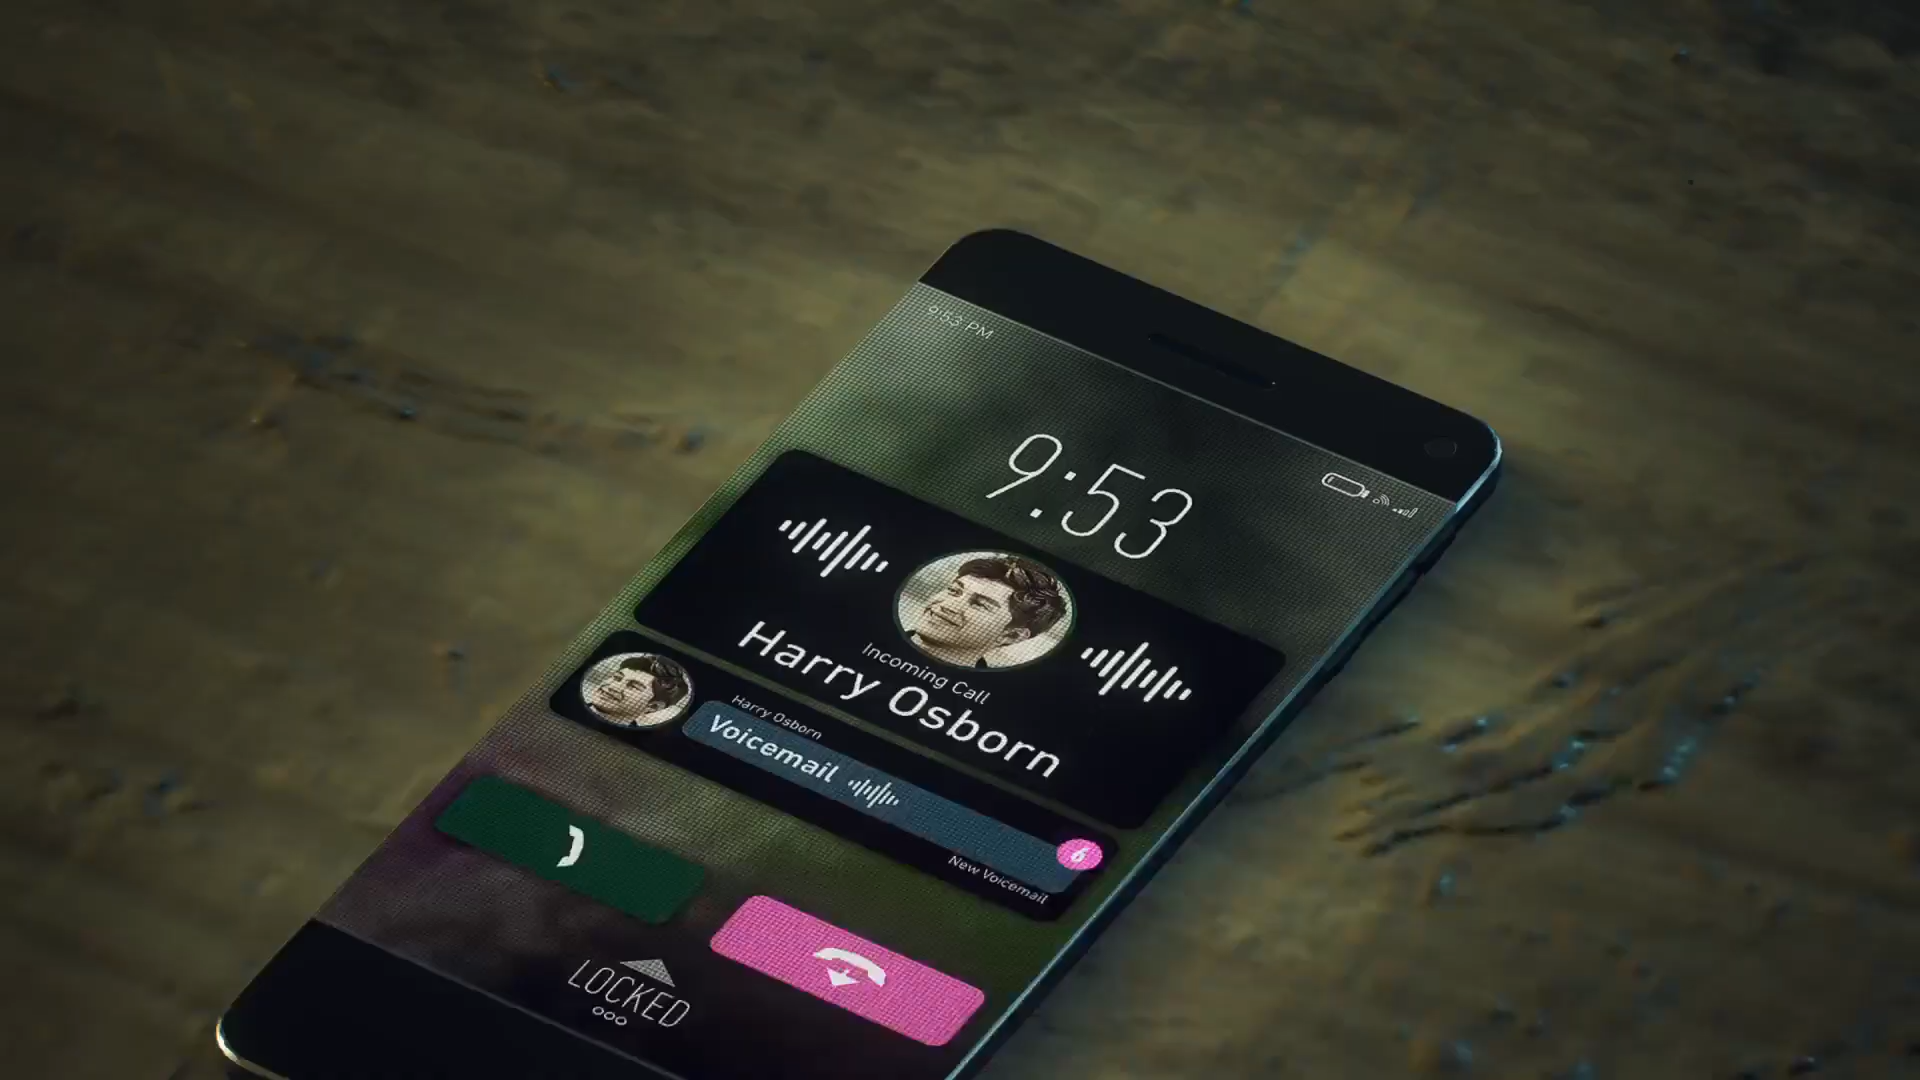 9:53 PM
9:53
Incoming Call
Harry Osborn
Harry Osborn
Voicemail
6
New Voicemail
LOCKED